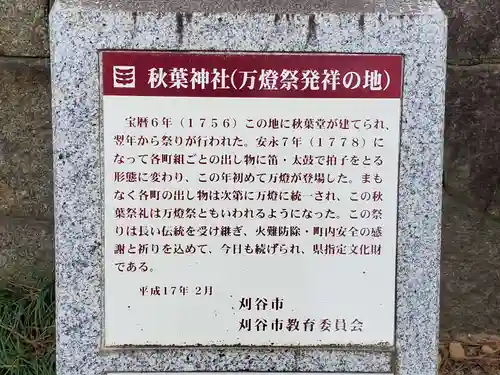 秋葉神社(万燈祭発祥の地)
宝暦6年(1756)この地に秋葉堂が建てられ、
翌年から祭りが行われた。安永7年(1778)に
なって各町組ごとの出し物に笛・太鼓で拍子をとる
形態に変わり、この年初めて万燈が登場した。まも
なく各町の出し物は次第に万燈に統一され、この秋
葉祭礼は万燈祭ともいわれるようになった。この祭
りは長い伝統を受け継ぎ、火難防除・町内安全の感
謝と祈りを込めて、今日も続げられ、県指定文化財
である。
平成17年2月
刈谷市
刈谷市教育委員会